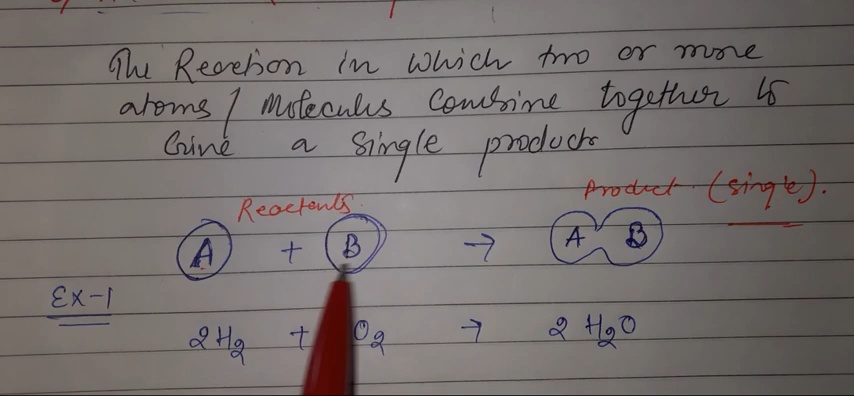 The Reaction in which two or more
atoms / Molecules Combine together to
Give a Single product
Reactants Product (single).
A + B → A B
Ex-1
2H₂ + O₂ → 2 H₂O